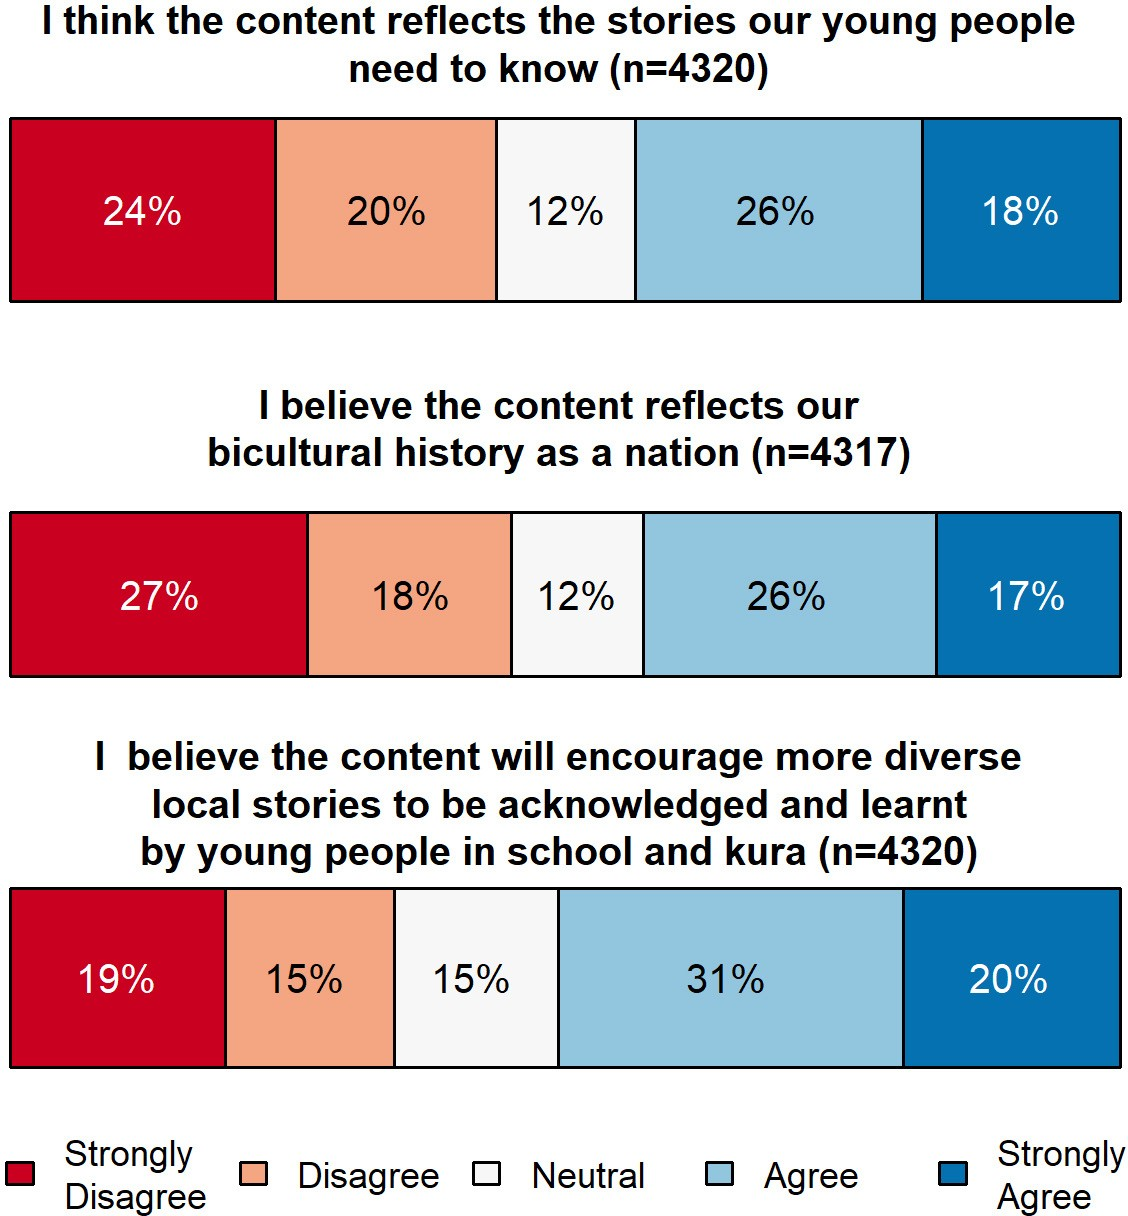 I think the content reflects the stories our young people
need to know (n=4320)
24% 20% 12% 26% 18%
I believe the content reflects our
bicultural history as a nation (n=4317)
27% 18% 12% 26% 17%
I  believe the content will encourage more diverse
local stories to be acknowledged and learnt
by young people in school and kura (n=4320)
19% 15% 15% 31% 20%
Strongly
Disagree
Disagree
Neutral
Agree
Strongly
Agree